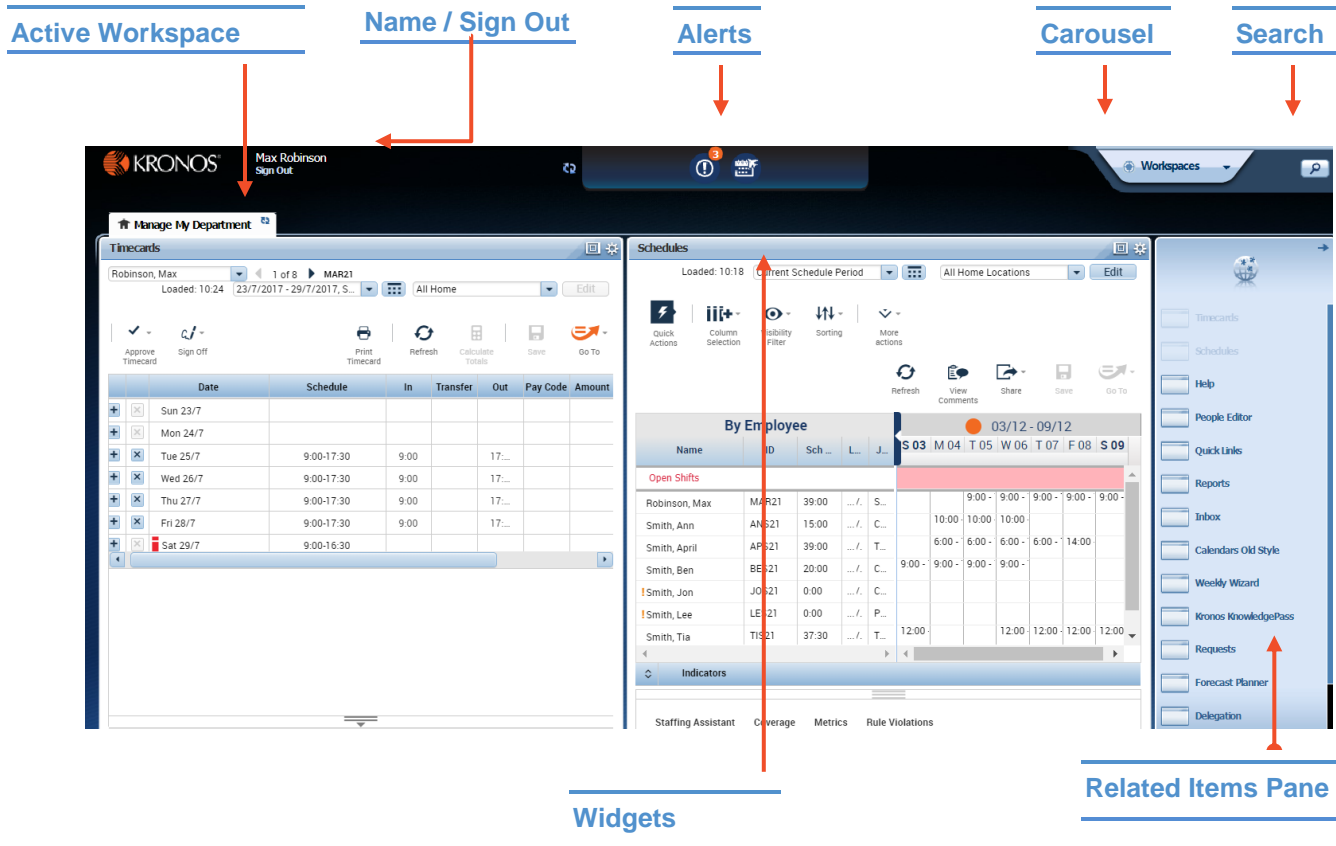 Active Workspace
Name / Sign Out
Alerts
Carousel
Search
KRONOS
Max Robinson
Sign Out
3
Workspaces
Manage My Department
Timecards
Robinson, Max
1 of 8
MAR21
Loaded: 10:24
23/7/2017 - 29/7/2017, S...
All Home
Edit
Approve Timecard
Sign Off
Print Timecard
Refresh
Calculate Totals
Save
Go To
Date Schedule In Transfer Out Pay Code Amount
Sun 23/7
Mon 24/7
Tue 25/7 9:00-17:30 9:00 17:...
Wed 26/7 9:00-17:30 9:00 17:...
Thu 27/7 9:00-17:30 9:00 17:...
Fri 28/7 9:00-17:30 9:00 17:...
Sat 29/7 9:00-16:30
Schedules
Loaded: 10:18
Current Schedule Period
All Home Locations
Edit
Quick Actions
Column Selection
Visibility Filter
Sorting
More actions
Refresh
View Comments
Share
Save
Go To
By Employee
03/12 - 09/12
Name ID Sch ... L... J... S 03 M 04 T 05 W 06 T 07 F 08 S 09
Open Shifts
Robinson, Max MAR21 39:00 .../. S... 9:00 - 9:00 - 9:00 - 9:00 - 9:00 -
Smith, Ann ANS21 15:00 .../. C... 10:00 - 10:00 - 10:00 -
Smith, April APS21 39:00 .../. T... 6:00 - 6:00 - 6:00 - 6:00 - 14:00
Smith, Ben BES21 20:00 .../. C... 9:00 - 9:00 - 9:00 - 9:00 -
! Smith, Jon JOS21 0:00 .../. C...
! Smith, Lee LES21 0:00 .../. P...
Smith, Tia TIS21 37:30 .../. T... 12:00 - 12:00 - 12:00 - 12:00 - 12:00
Indicators
Staffing Assistant Coverage Metrics Rule Violations
Timecards
Schedules
Help
People Editor
Quick Links
Reports
Inbox
Calendars Old Style
Weekly Wizard
Kronos KnowledgePass
Requests
Forecast Planner
Delegation
Related Items Pane
Widgets